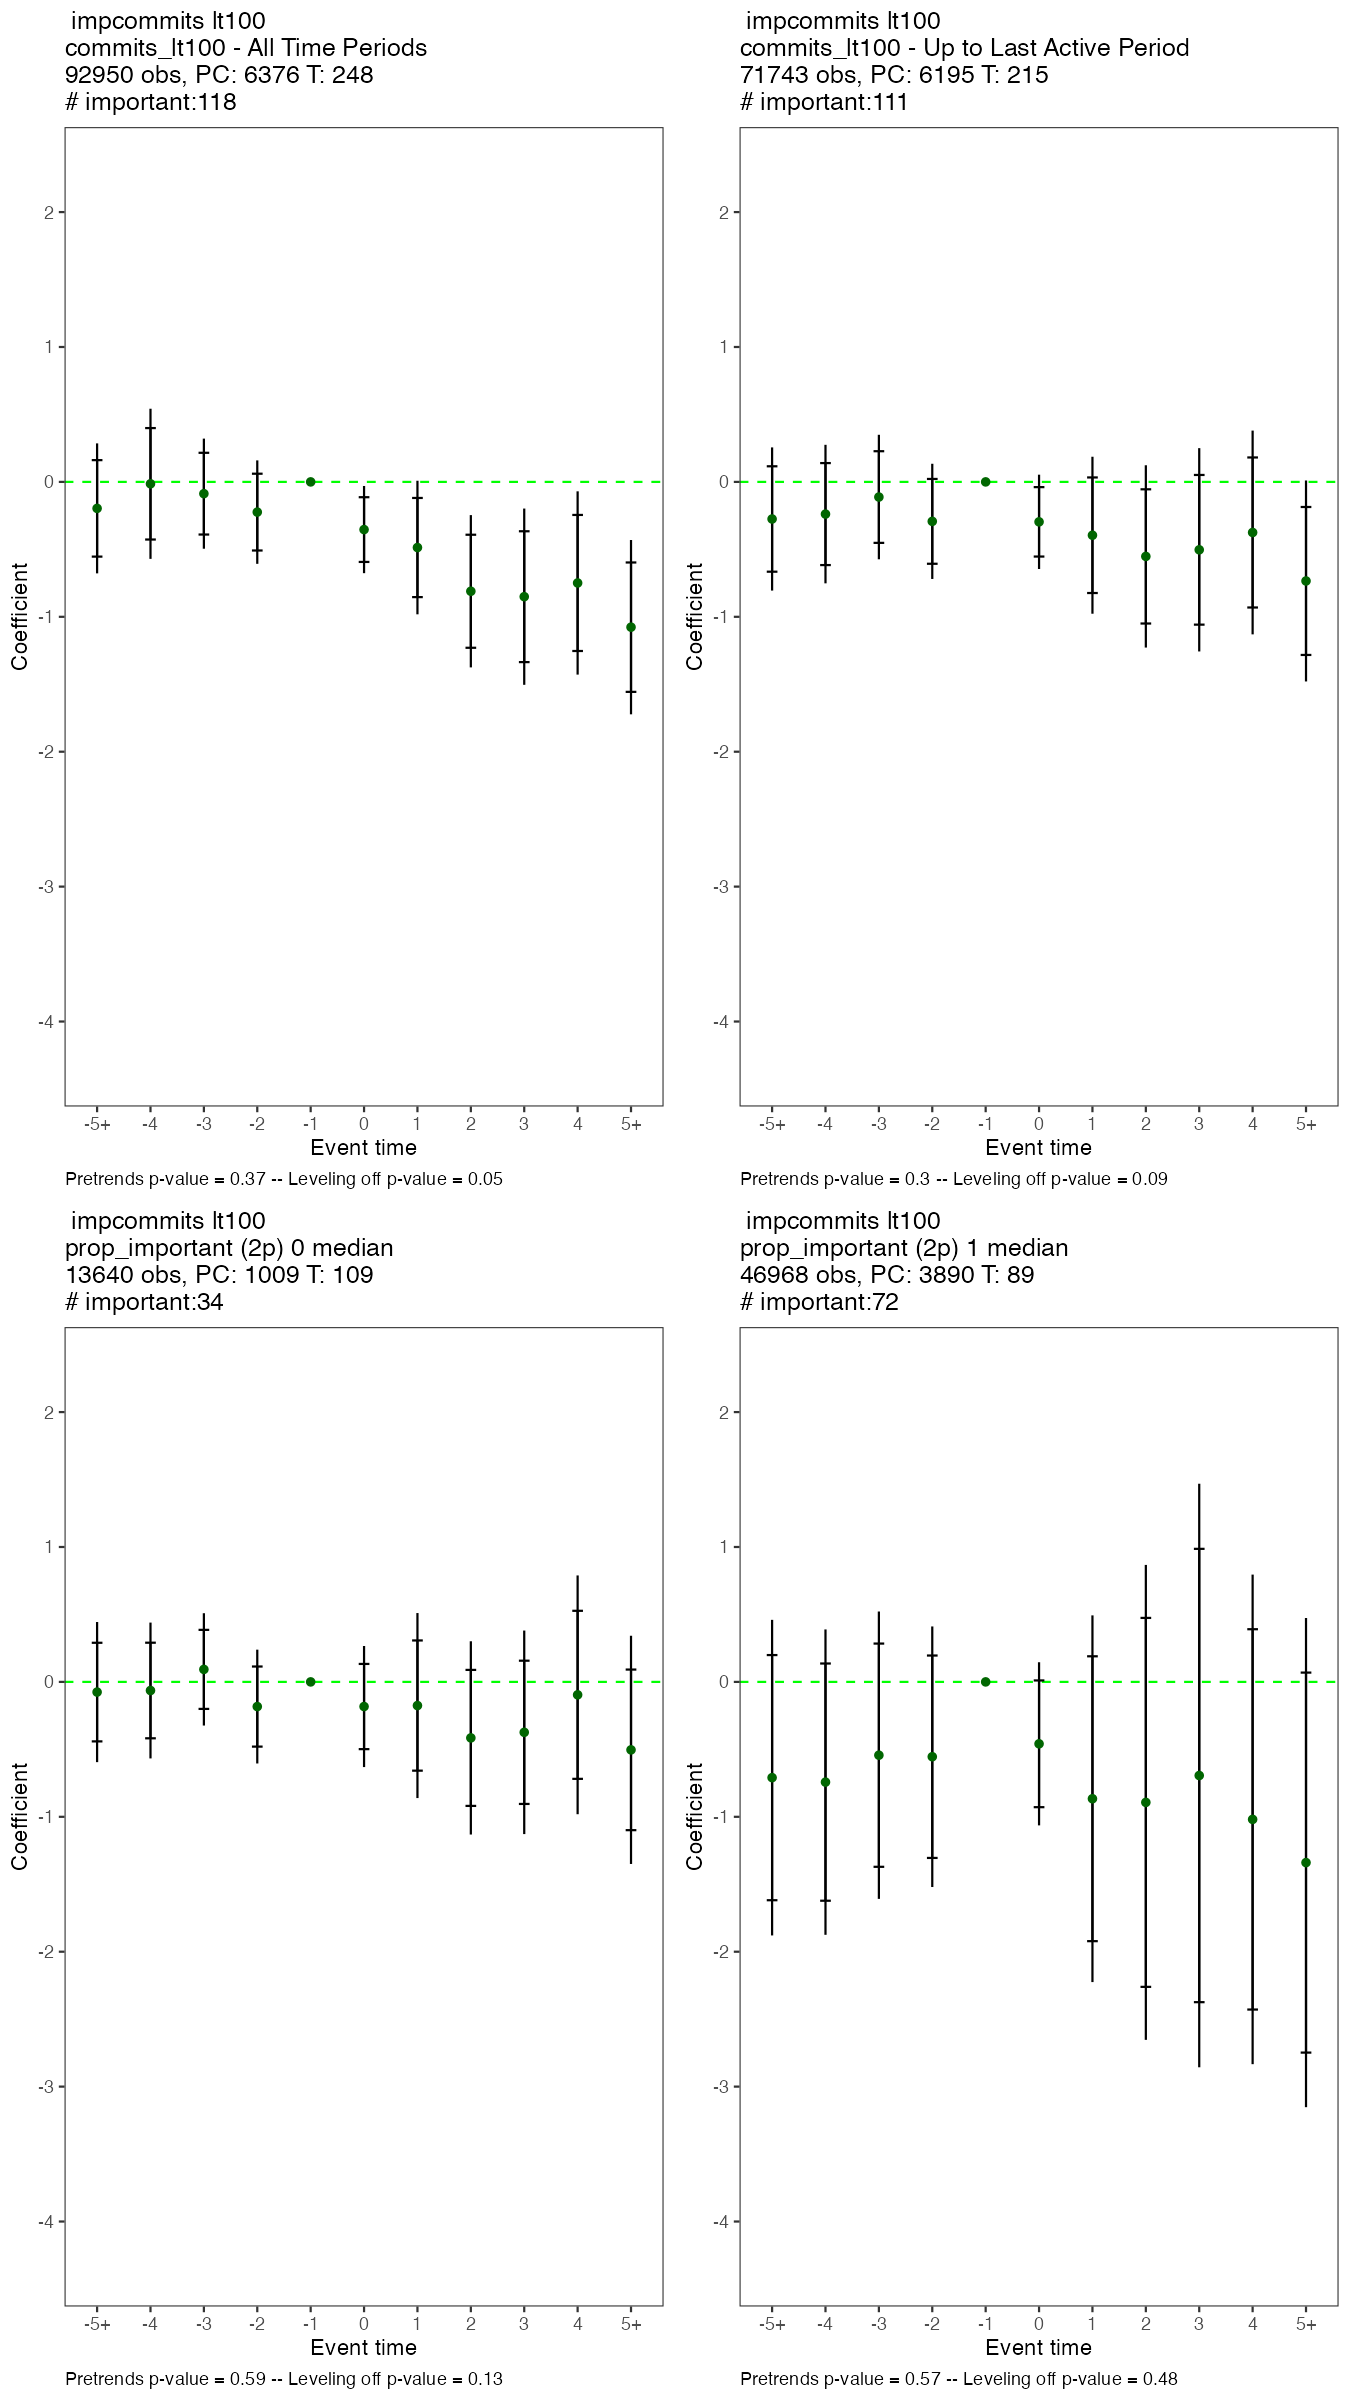 impcommits lt100
commits_lt100 - All Time Periods
92950 obs, PC: 6376 T: 248
# important:118
2
1
0
-1
-2
-3
-4
Coefficient
-5+ -4 -3 -2 -1 0 1 2 3 4 5+
Event time
Pretrends p-value = 0.37 -- Leveling off p-value = 0.05
impcommits lt100
commits_lt100 - Up to Last Active Period
71743 obs, PC: 6195 T: 215
# important:111
2
1
0
-1
-2
-3
-4
Coefficient
-5+ -4 -3 -2 -1 0 1 2 3 4 5+
Event time
Pretrends p-value = 0.3 -- Leveling off p-value = 0.09
impcommits lt100
prop_important (2p) 0 median
13640 obs, PC: 1009 T: 109
# important:34
2
1
0
-1
-2
-3
-4
Coefficient
-5+ -4 -3 -2 -1 0 1 2 3 4 5+
Event time
Pretrends p-value = 0.59 -- Leveling off p-value = 0.13
impcommits lt100
prop_important (2p) 1 median
46968 obs, PC: 3890 T: 89
# important:72
2
1
0
-1
-2
-3
-4
Coefficient
-5+ -4 -3 -2 -1 0 1 2 3 4 5+
Event time
Pretrends p-value = 0.57 -- Leveling off p-value = 0.48